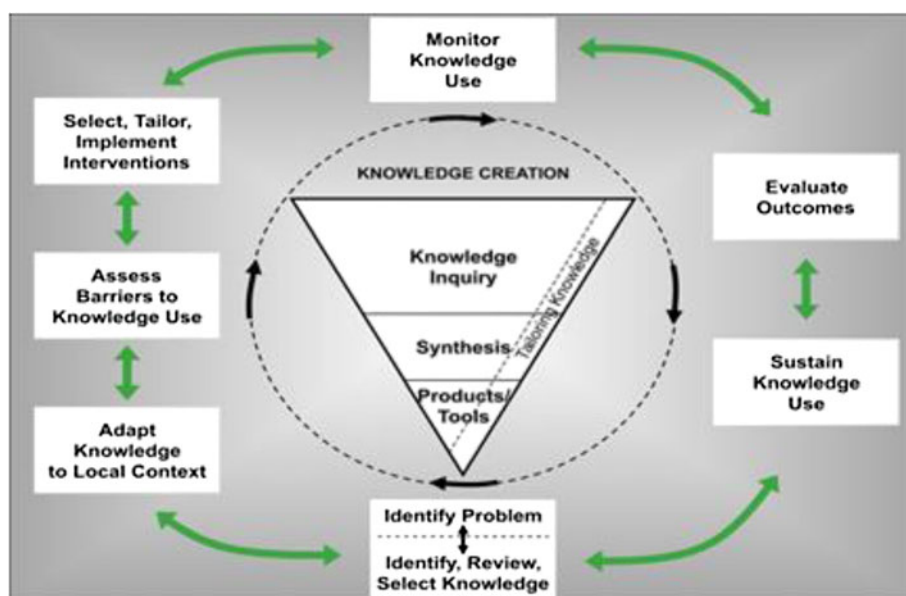 Monitor
Knowledge
Use
Select, Tailor,
Implement
Interventions
KNOWLEDGE CREATION
Evaluate
Outcomes
Knowledge
Inquiry
Tailoring Knowledge
Assess
Barriers to
Knowledge Use
Synthesis
Sustain
Knowledge
Use
Products/
Tools
Adapt
Knowledge
to Local Context
Identify Problem
Identify, Review,
Select Knowledge